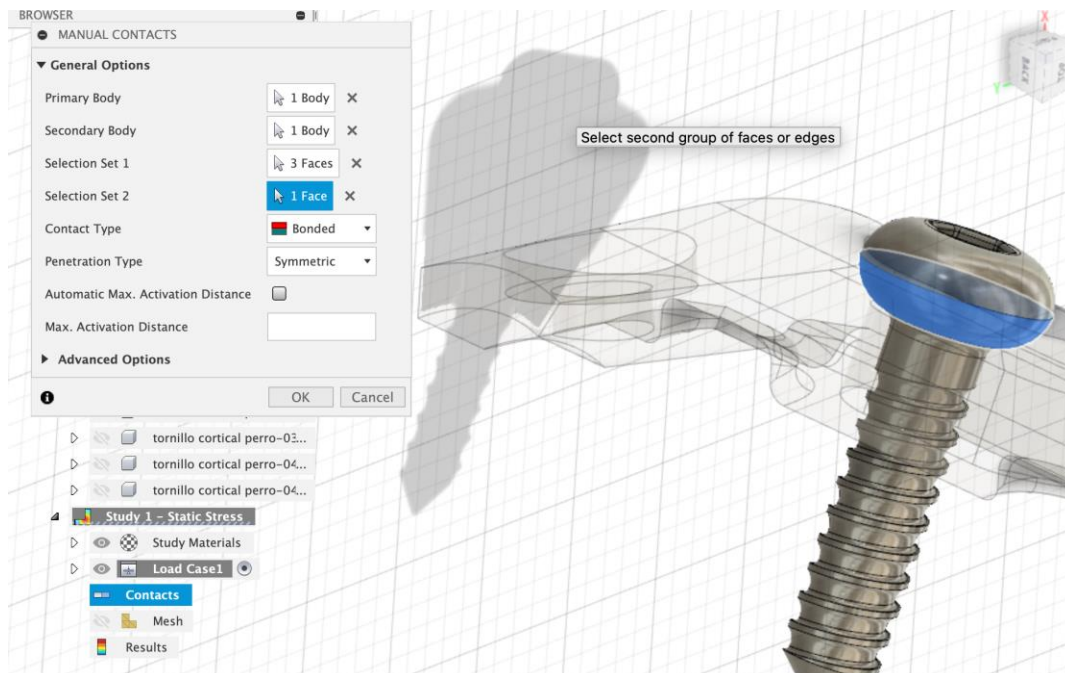 BROWSER
MANUAL CONTACTS
General Options
Primary Body 1 Body
Secondary Body 1 Body
Selection Set 1 3 Faces
Selection Set 2 1 Face
Contact Type Bonded
Penetration Type Symmetric
Automatic Max. Activation Distance
Max. Activation Distance
Advanced Options
OK Cancel
Select second group of faces or edges
X
Y
BACK
tornillo cortical perro-03...
tornillo cortical perro-04...
tornillo cortical perro-04...
Study 1 - Static Stress
Study Materials
Load Case1
Contacts
Mesh
Results